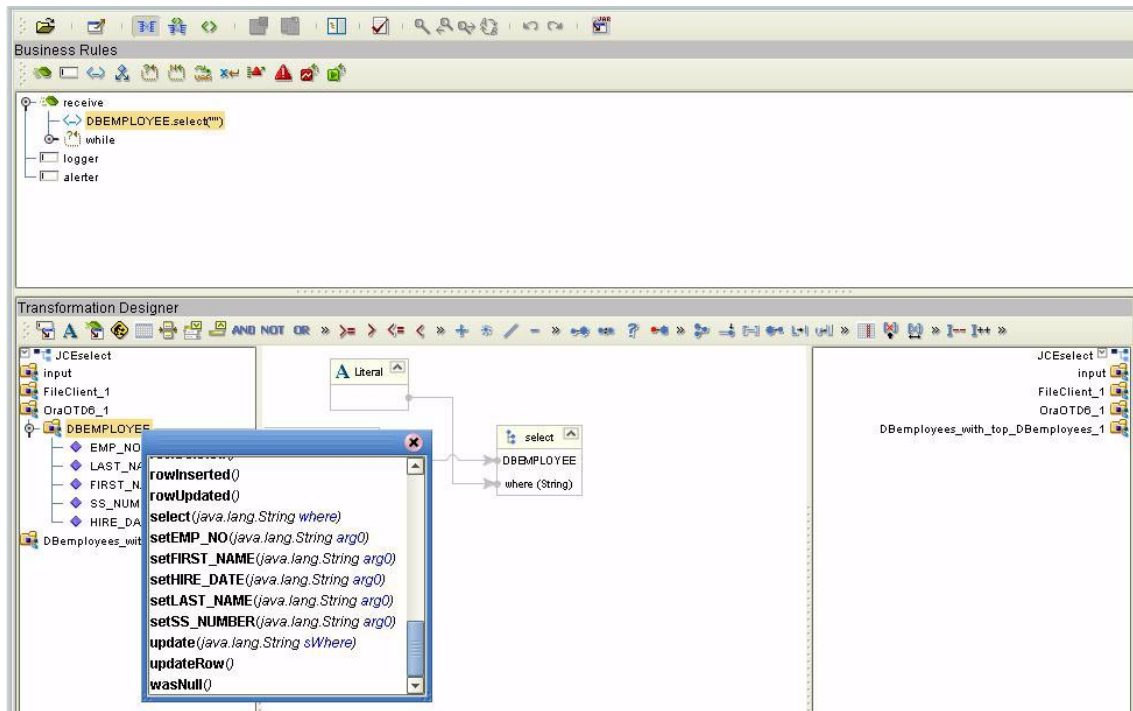 JAR
Business Rules
receive
DBEMPLOYEE.select("")
while
logger
alerter
Transformation Designer
A AND NOT OR » >= > <= < » + * / - » ? » » » I-- I++ »
JCEselect
input
FileClient_1
OraOTD6_1
DBEMPLOYEE
EMP_NO
LAST_NA
FIRST_N
SS_NUM
HIRE_DA
DBemployees_wit
A Literal
select
DBEMPLOYEE
where (String)
rowInserted()
rowUpdated()
select(java.lang.String where)
setEMP_NO(java.lang.String arg0)
setFIRST_NAME(java.lang.String arg0)
setHIRE_DATE(java.lang.String arg0)
setLAST_NAME(java.lang.String arg0)
setSS_NUMBER(java.lang.String arg0)
update(java.lang.String sWhere)
updateRow()
wasNull()
JCEselect
input
FileClient_1
OraOTD6_1
DBemployees_with_top_DBemployees_1